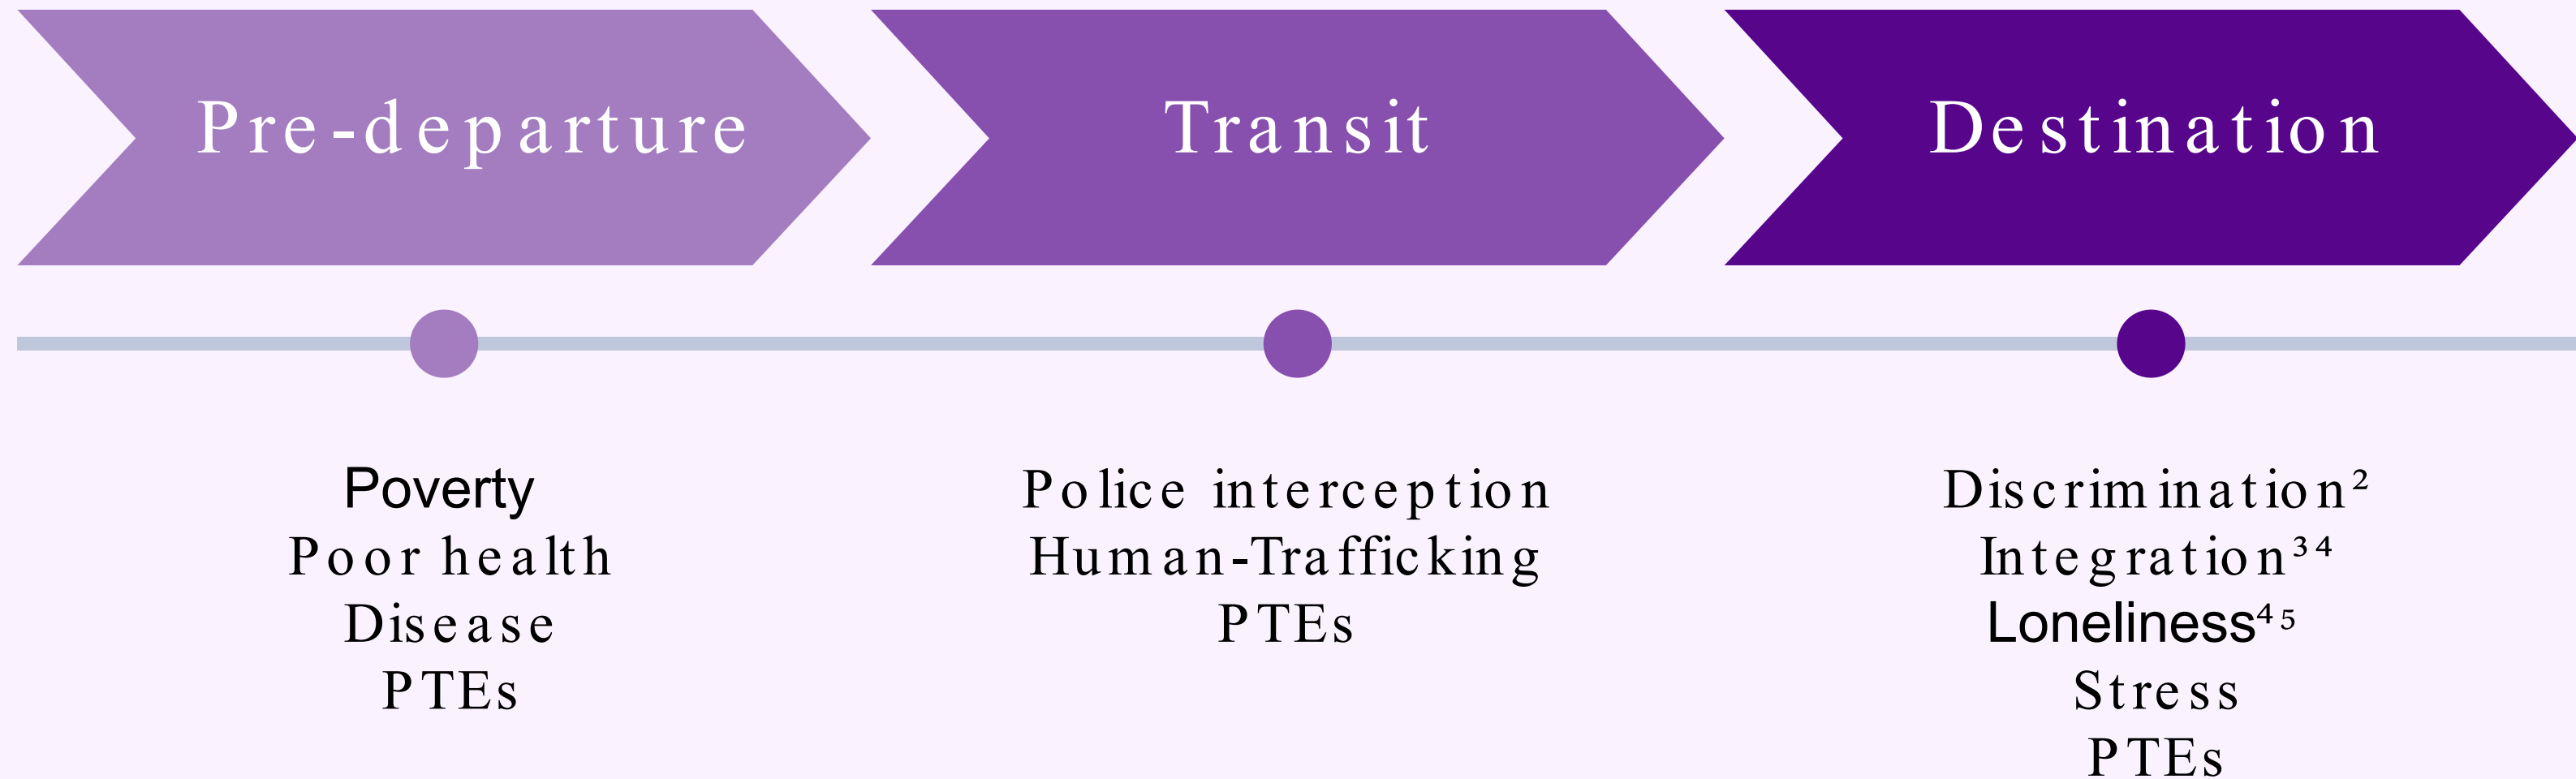 Pre-departure
Transit
Destination
Poverty
Poor health
Disease
PTEs
Police interception
Human-Trafficking
PTEs
Discrimination²
Integration³⁴
Loneliness⁴⁵
Stress
PTEs